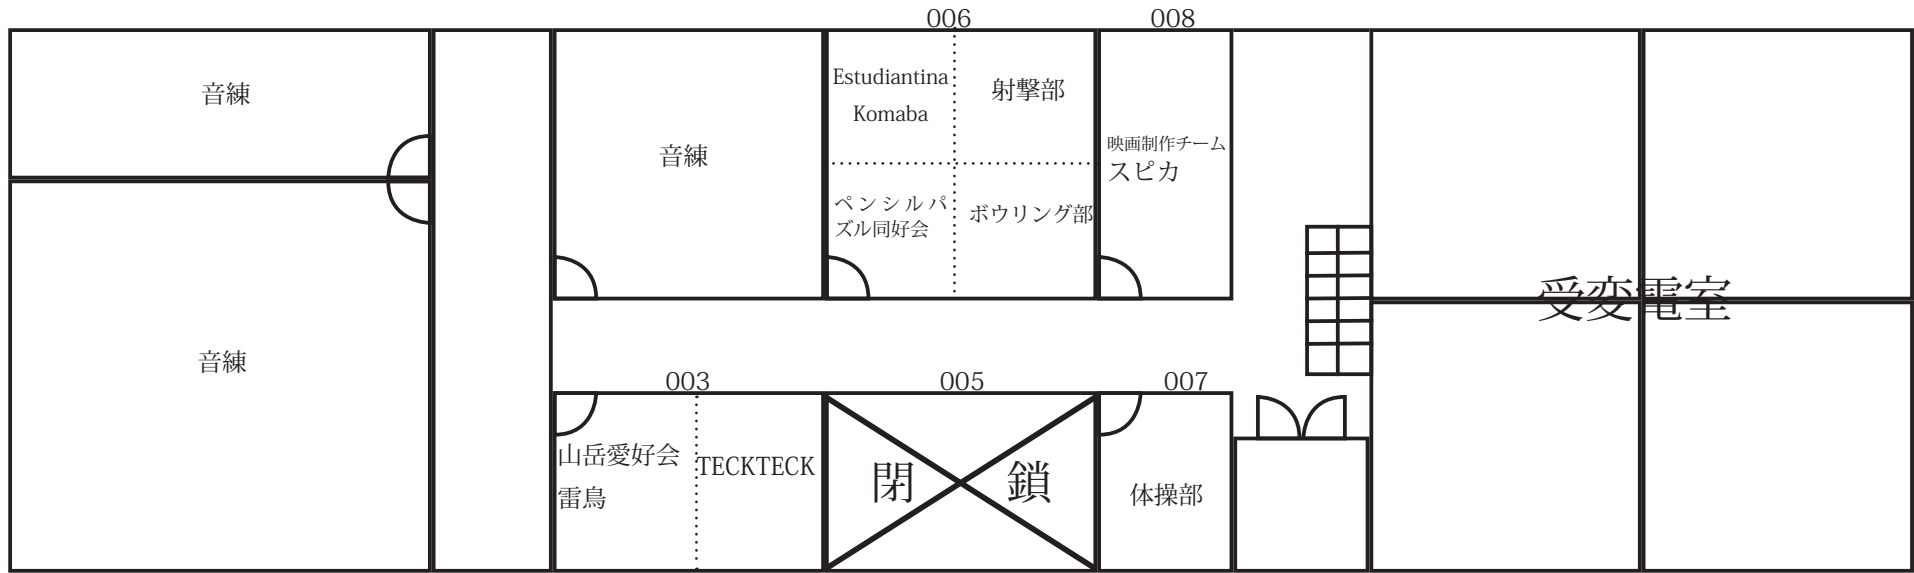 006
008
音練
音練
Estudiantina
Komaba
射撃部
ペンシルパ
ズル同好会
ボウリング部
映画制作チーム
スピカ
受変電室
音練
003
005
007
山岳愛好会
雷鳥
TECKTECK
閉鎖
体操部